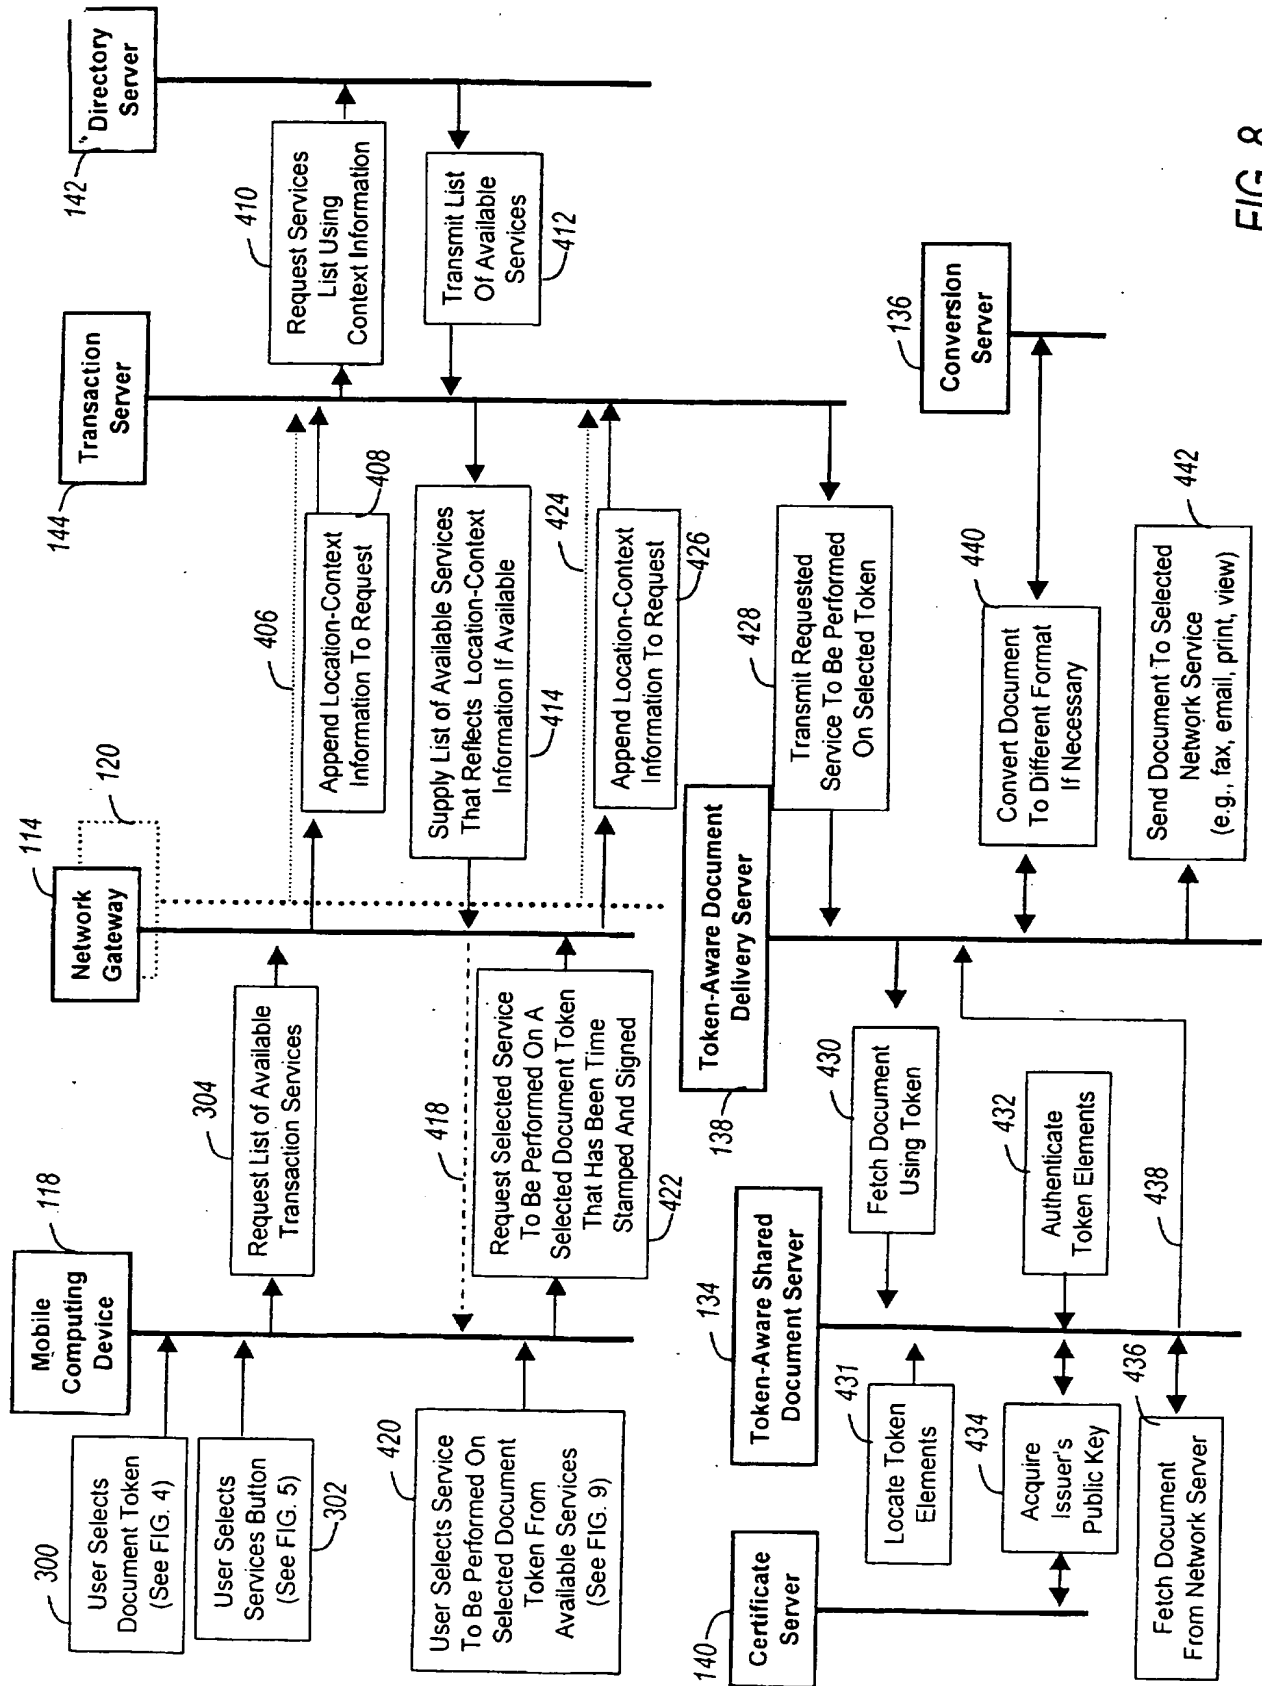 118
Mobile
Computing
Device
114
Network
Gateway
120
144
Transaction
Server
142
Directory
Server
300
User Selects
Document Token
(See FIG. 4)
User Selects
Services Button
(See FIG. 5)
302
304
Request List of Available
Transaction Services
406
Append Location-Context
Information To Request
408
410
Request Services
List Using
Context Information
Transmit List
Of Available
Services
412
Supply List of Available Services
That Reflects Location-Context
Information If Available
414
418
420
User Selects Service
To Be Performed On
Selected Document
Token From
Available Services
(See FIG. 9)
Request Selected Service
To Be Performed On A
Selected Document Token
That Has Been Time
Stamped And Signed
422
424
Append Location-Context
Information To Request
426
140
Certificate
Server
134
Token-Aware Shared
Document Server
138
Token-Aware Document
Delivery Server
136
Conversion
Server
Transmit Requested
Service To Be Performed
On Selected Token
428
430
Fetch Document
Using Token
431
Locate Token
Elements
432
Authenticate
Token Elements
434
Acquire
Issuer's
Public Key
436
Fetch Document
From Network Server
438
440
Convert Document
To Different Format
If Necessary
442
Send Document To Selected
Network Service
(e.g., fax, email, print, view)
FIG. 8